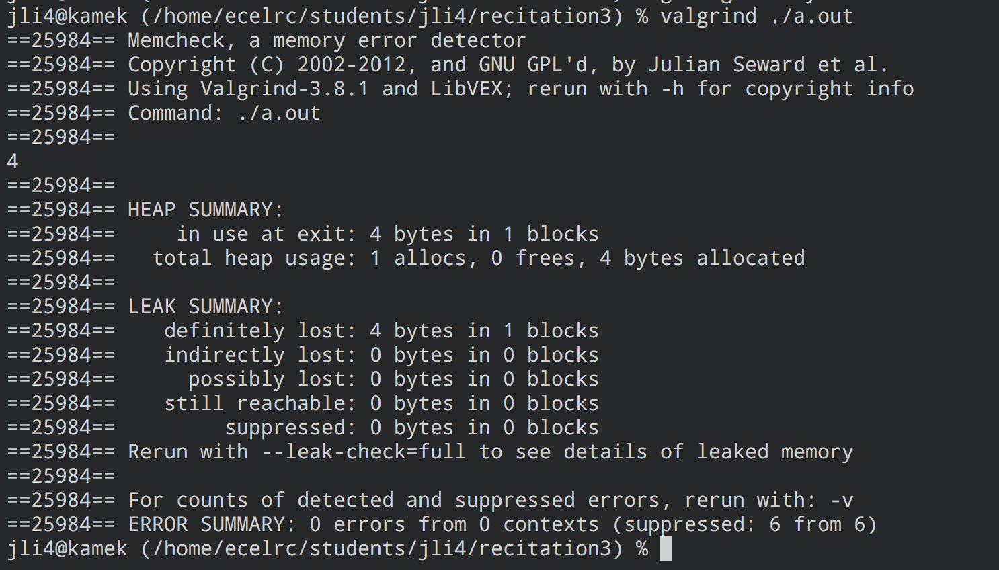 jli4@kamek (/home/ecelrc/students/jli4/recitation3) % valgrind ./a.out
==25984== Memcheck, a memory error detector
==25984== Copyright (C) 2002-2012, and GNU GPL'd, by Julian Seward et al.
==25984== Using Valgrind-3.8.1 and LibVEX; rerun with -h for copyright info
==25984== Command: ./a.out
==25984==
4
==25984==
==25984== HEAP SUMMARY:
==25984==     in use at exit: 4 bytes in 1 blocks
==25984==   total heap usage: 1 allocs, 0 frees, 4 bytes allocated
==25984==
==25984== LEAK SUMMARY:
==25984==    definitely lost: 4 bytes in 1 blocks
==25984==    indirectly lost: 0 bytes in 0 blocks
==25984==      possibly lost: 0 bytes in 0 blocks
==25984==    still reachable: 0 bytes in 0 blocks
==25984==         suppressed: 0 bytes in 0 blocks
==25984== Rerun with --leak-check=full to see details of leaked memory
==25984==
==25984== For counts of detected and suppressed errors, rerun with: -v
==25984== ERROR SUMMARY: 0 errors from 0 contexts (suppressed: 6 from 6)
jli4@kamek (/home/ecelrc/students/jli4/recitation3) %